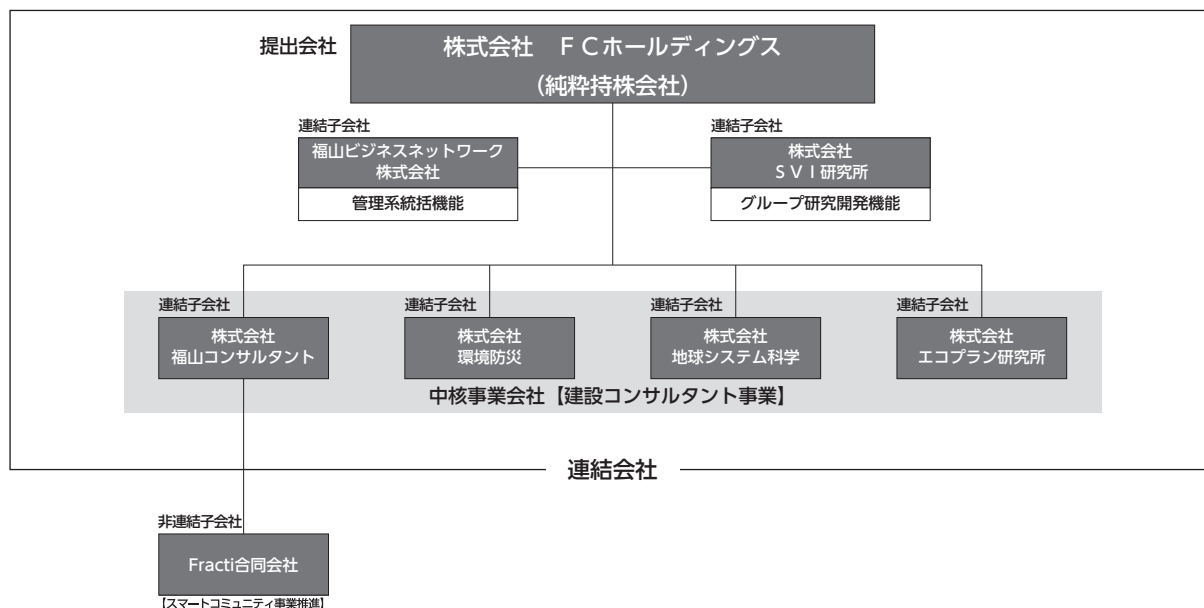 提出会社
株式会社　ＦＣホールディングス
（純粋持株会社）
連結子会社
福山ビジネスネットワーク
株式会社
管理系統括機能
連結子会社
株式会社
ＳＶＩ研究所
グループ研究開発機能
連結子会社
株式会社
福山コンサルタント
連結子会社
株式会社
環境防災
連結子会社
株式会社
地球システム科学
連結子会社
株式会社
エコプラン研究所
中核事業会社【建設コンサルタント事業】
連結会社
非連結子会社
Fracti合同会社
【スマートコミュニティ事業推進】